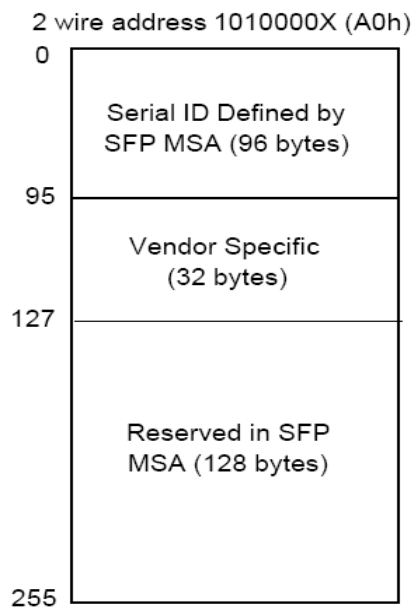 2 wire address 1010000X (A0h)
0
Serial ID Defined by
SFP MSA (96 bytes)
95
Vendor Specific
(32 bytes)
127
Reserved in SFP
MSA (128 bytes)
255